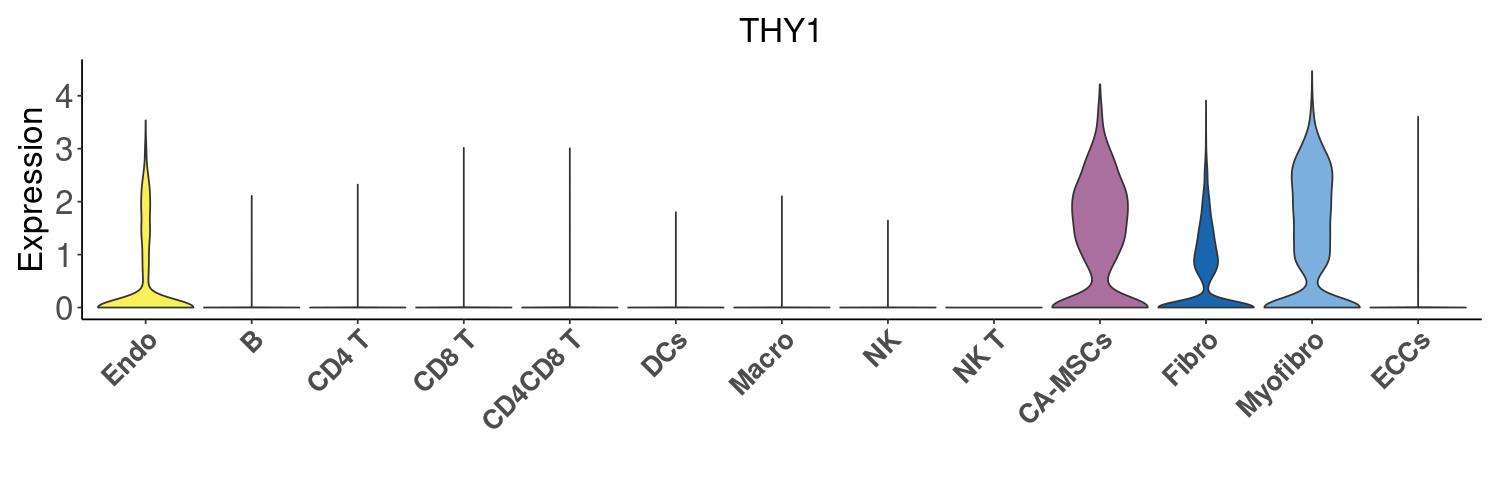 THY1
Expression
4
3
2
1
0
Endo
B
CD4 T
CD8 T
CD4CD8 T
DCs
Macro
NK
NK T
CA-MSCs
Fibro
Myofibro
ECCs